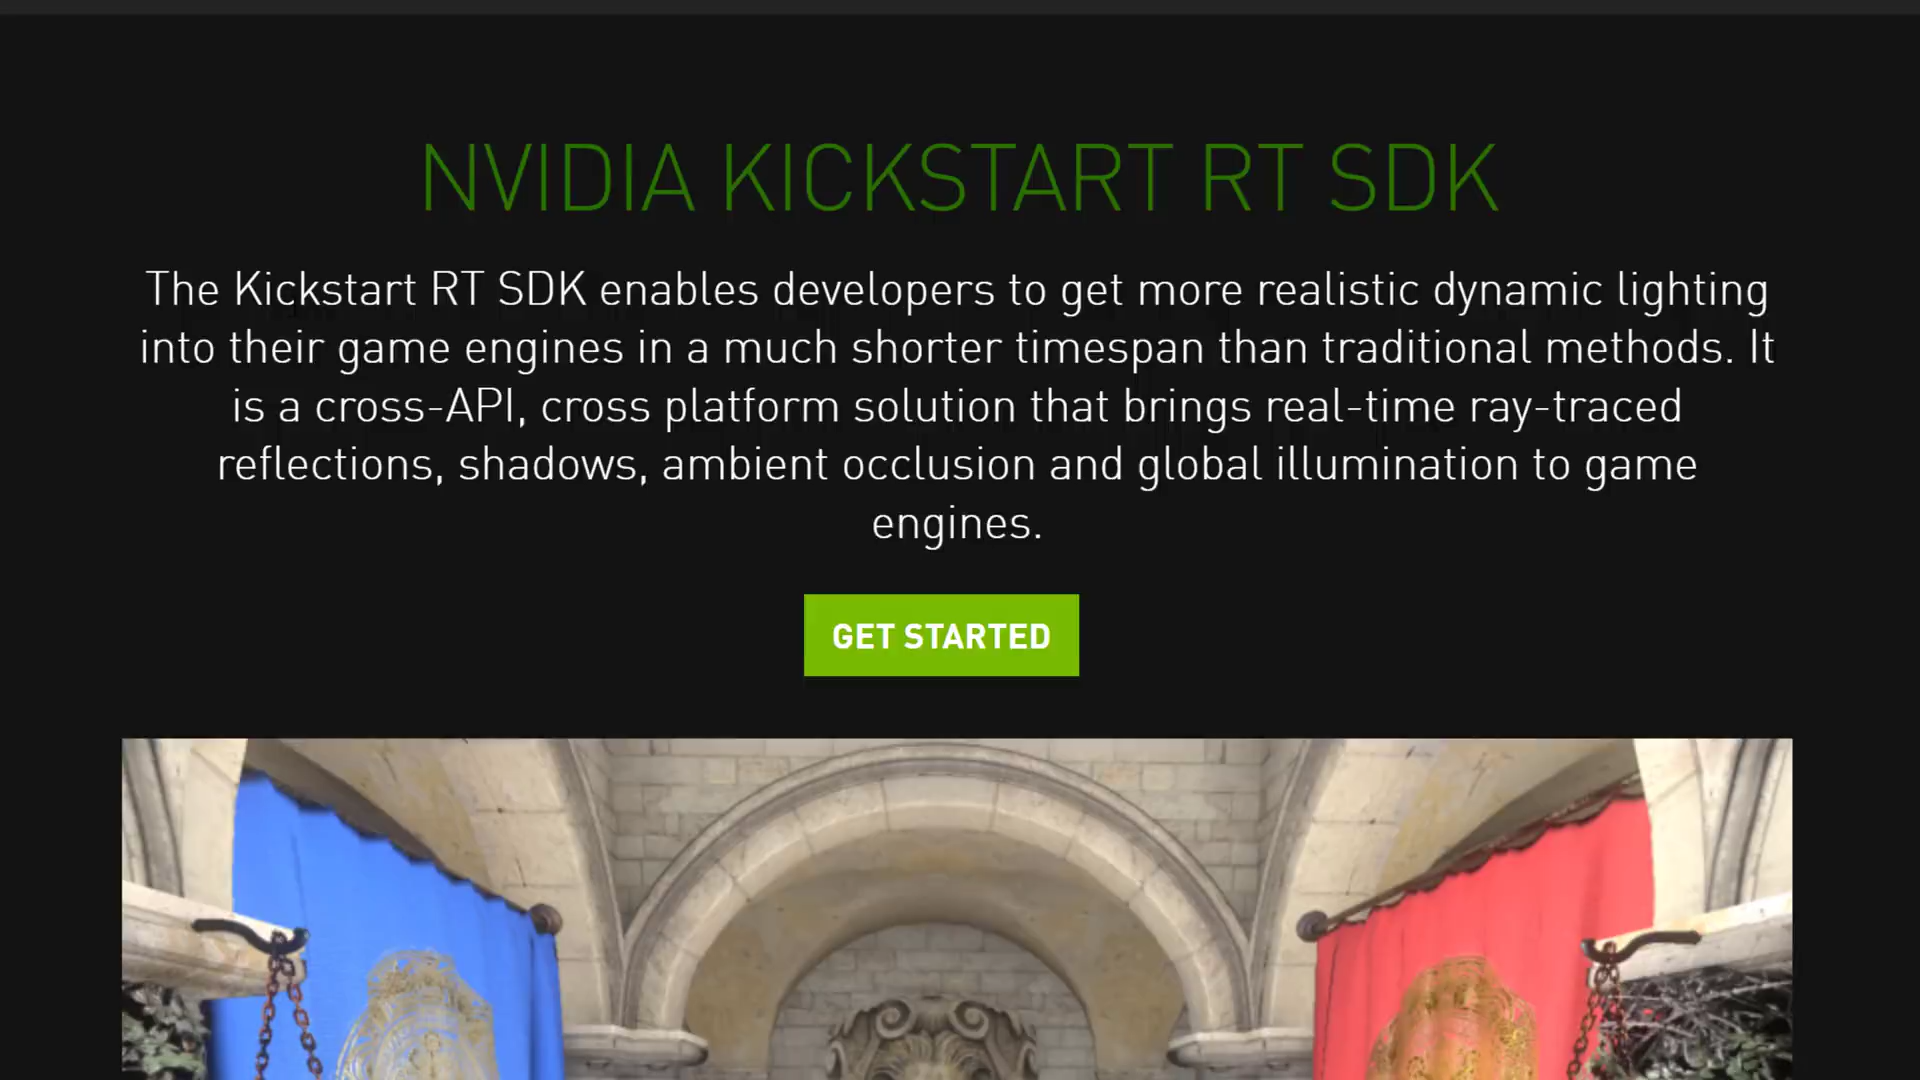 NVIDIA KICKSTART RT SDK
The Kickstart RT SDK enables developers to get more realistic dynamic lighting
into their game engines in a much shorter timespan than traditional methods. It
is a cross-API, cross platform solution that brings real-time ray-traced
reflections, shadows, ambient occlusion and global illumination to game
engines.
GET STARTED